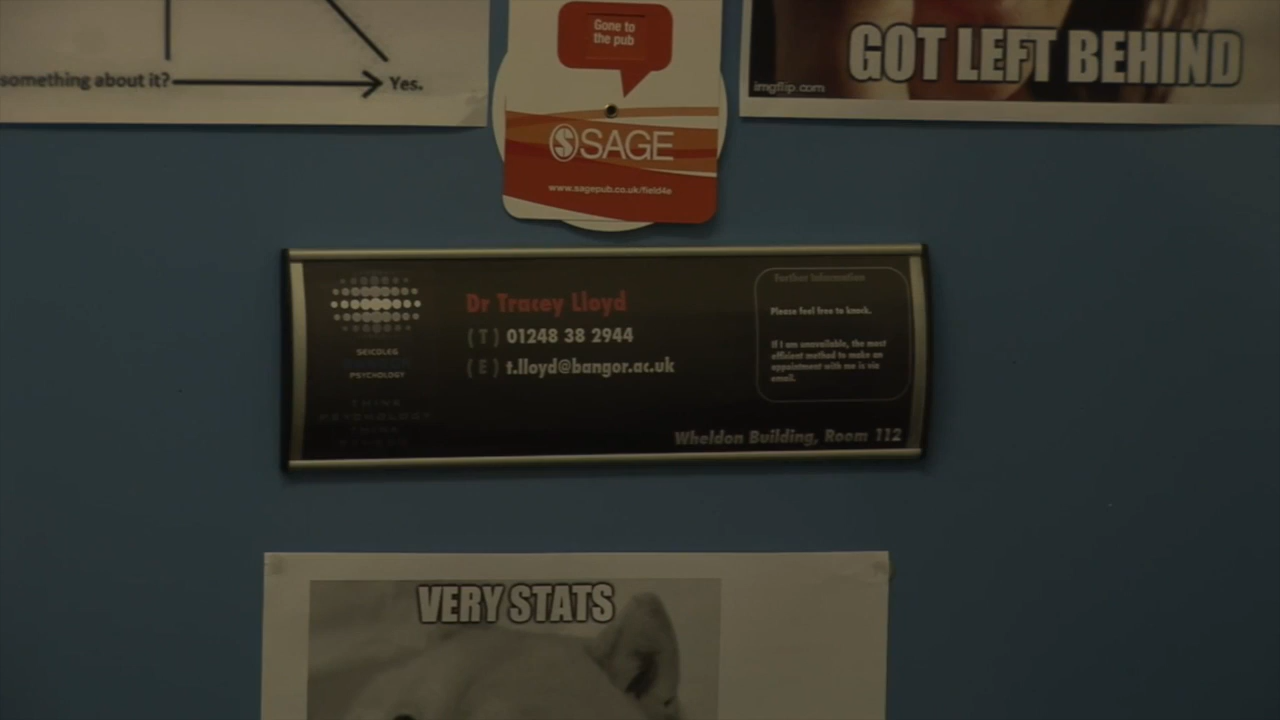 something about it?
Yes.
Gone to
the pub
SAGE
www.sagepub.co.uk/field4e
GOT LEFT BEHIND
imgflip.com
SEICOLEG
PSYCHOLOGY
Dr Tracey Lloyd
(T) 01248 38 2944
(E) t.lloyd@bangor.ac.uk
Further Information
Please feel free to knock.
If I am unavailable, the most
efficient method to make an
appointment with me is via
email.
Wheldon Building, Room 112
VERY STATS